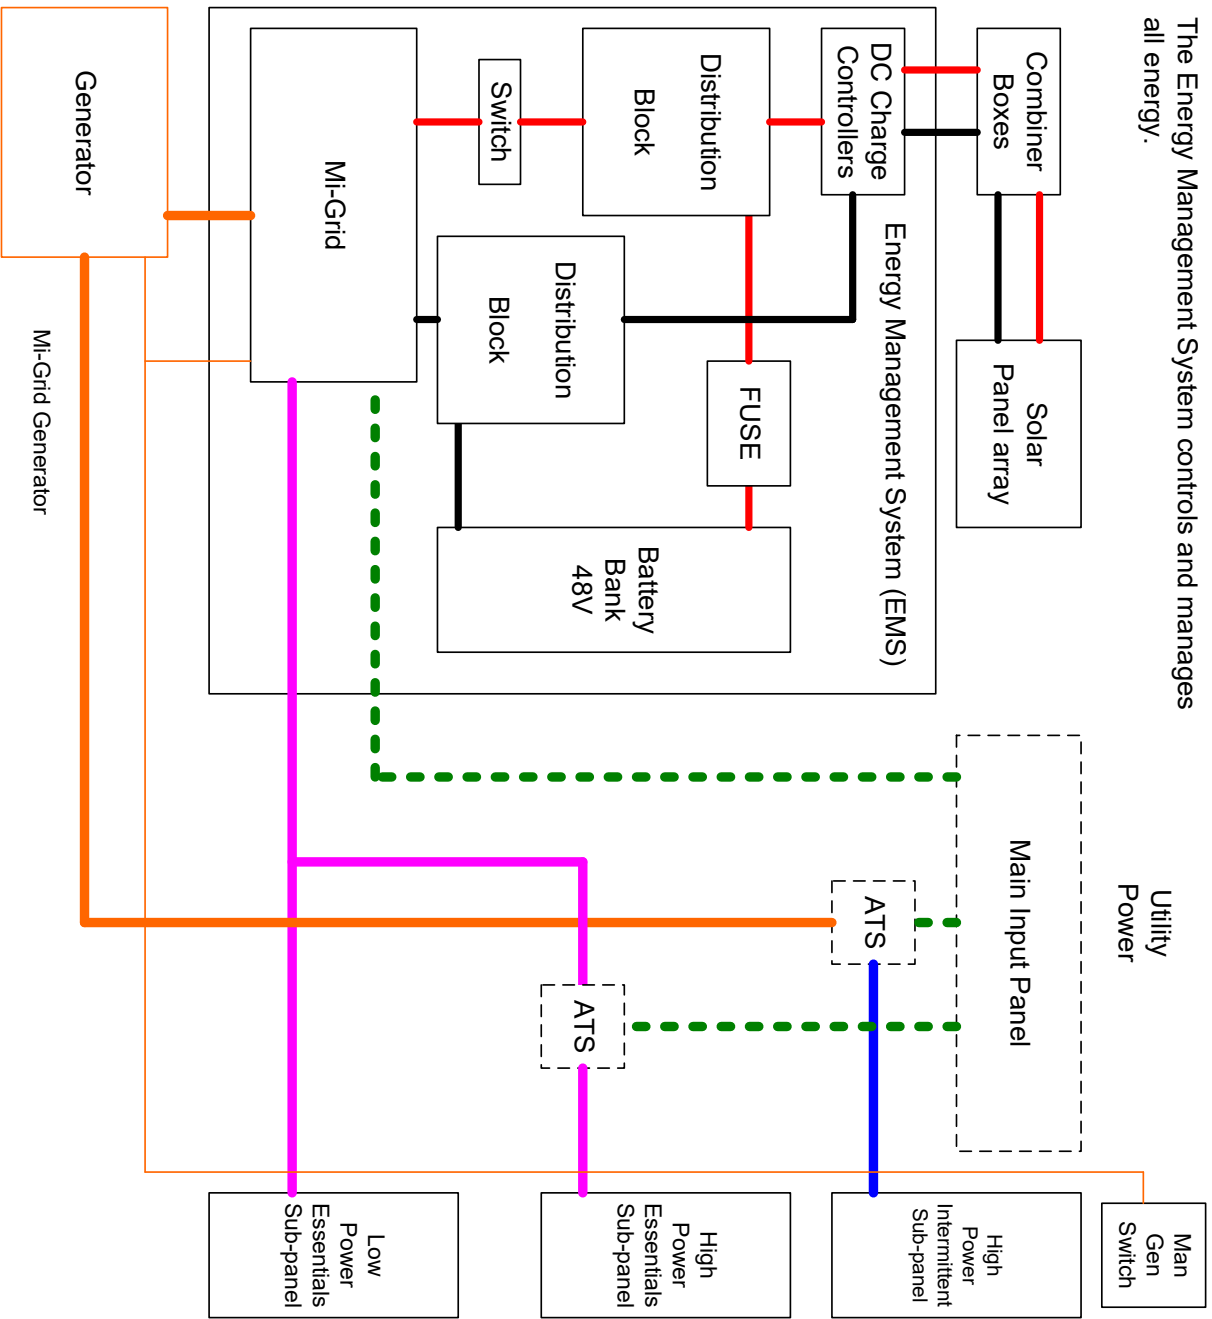 The Energy Management System controls and manages
all energy.
Combiner
Boxes
Solar
Panel array
Utility
Power
Main Input Panel
Man
Gen
Switch
DC Charge
Controllers
Energy Management System (EMS)
Distribution
Block
FUSE
Battery
Bank
48V
Switch
Distribution
Block
Mi-Grid
ATS
ATS
High
Power
Intermittent
Sub-panel
High
Power
Essentials
Sub-panel
Low
Power
Essentials
Sub-panel
Generator
Mi-Grid Generator